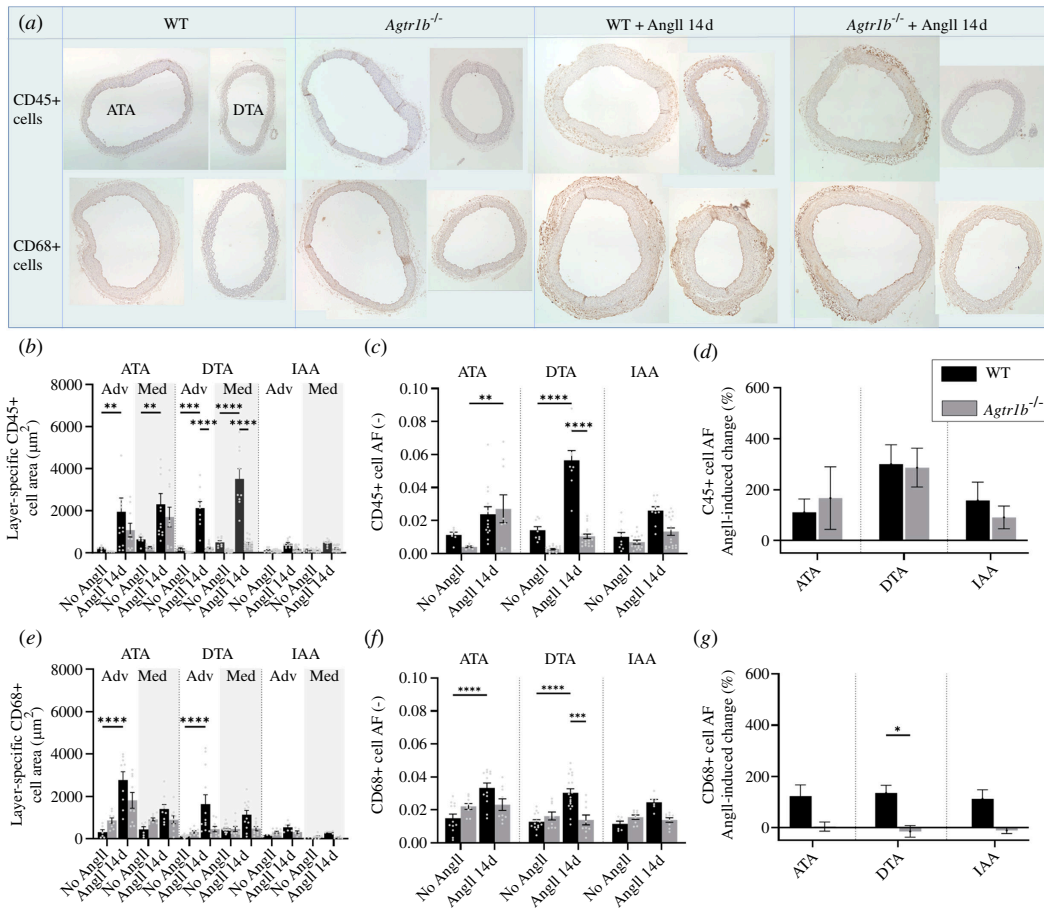 (a) WT Agtr1b-/- WT + AngII 14d Agtr1b-/- + AngII 14d
CD45+
cells
ATA DTA
CD68+
cells
(b) (c) (d)
ATA DTA IAA
Adv Med Adv Med Adv Med
Layer-specific CD45+
cell area (μm2)
8000
6000
4000
2000
0
** ** *** **** **** ****
No AngII AngII 14d No AngII AngII 14d No AngII AngII 14d No AngII AngII 14d No AngII AngII 14d No AngII AngII 14d
ATA DTA IAA
CD45+ cell AF (-)
0.10
0.08
0.06
0.04
0.02
0.00
** **** ****
No AngII AngII 14d No AngII AngII 14d No AngII AngII 14d
WT
Agtr1b-/-
C45+ cell AF
AngII-induced change (%)
600
400
200
0
ATA DTA IAA
(e) (f) (g)
ATA DTA IAA
Adv Med Adv Med Adv Med
Layer-specific CD68+
cell area (μm2)
8000
6000
4000
2000
0
**** ****
No AngII AngII 14d No AngII AngII 14d No AngII AngII 14d No AngII AngII 14d No AngII AngII 14d No AngII AngII 14d
ATA DTA IAA
CD68+ cell AF (-)
0.10
0.08
0.06
0.04
0.02
0.00
**** **** ***
No AngII AngII 14d No AngII AngII 14d No AngII AngII 14d
CD68+ cell AF
AngII-induced change (%)
600
400
200
0
*
ATA DTA IAA